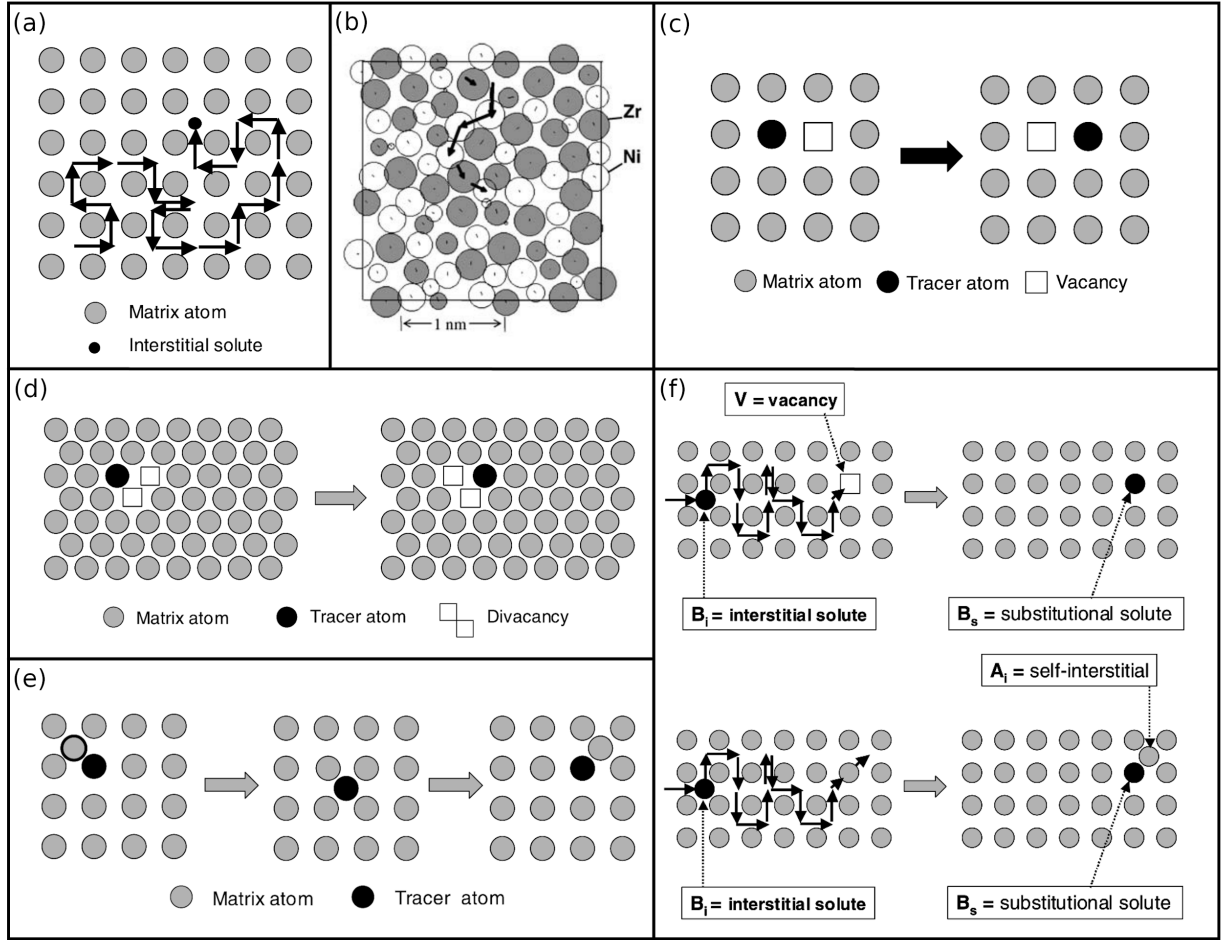 (a)
Matrix atom
Interstitial solute
(b)
Zr
Ni
1 nm
(c)
Matrix atom Tracer atom Vacancy
(d)
Matrix atom Tracer atom Divacancy
(e)
Matrix atom Tracer atom
(f)
V = vacancy
Bi = interstitial solute
Bs = substitutional solute
Ai = self-interstitial
Bi = interstitial solute
Bs = substitutional solute